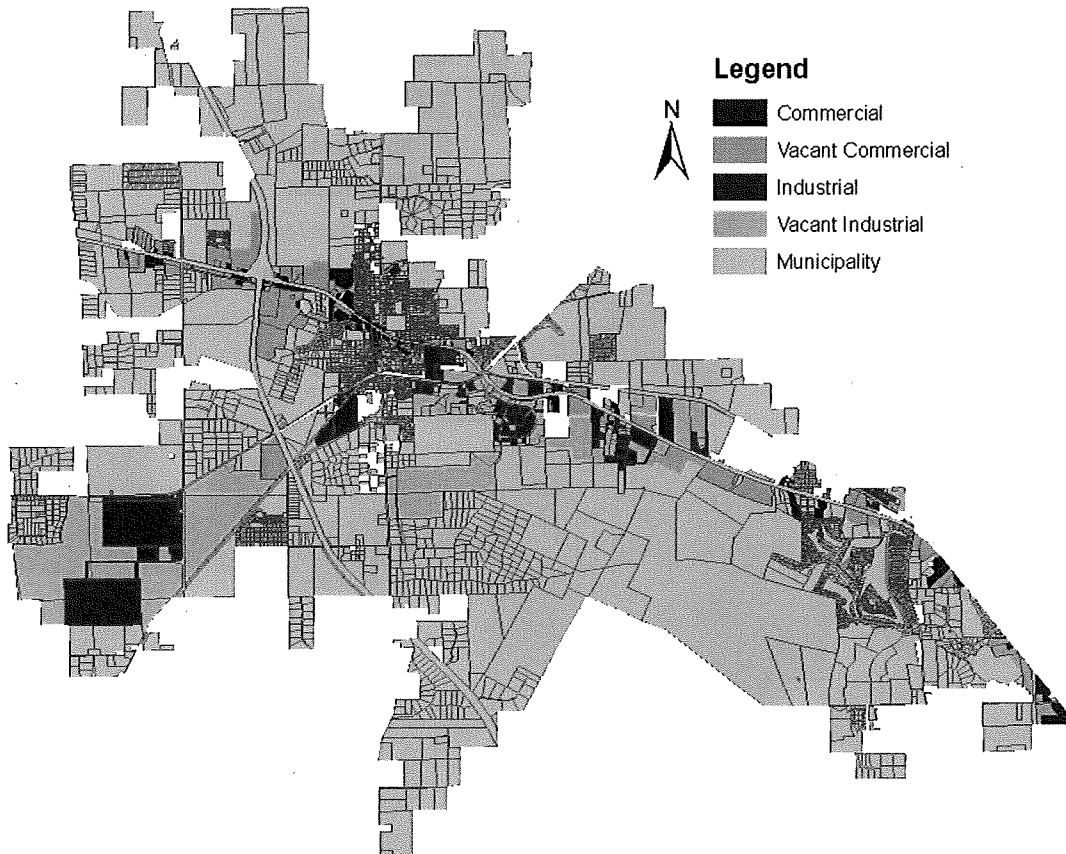 Legend
N
Commercial
Vacant Commercial
Industrial
Vacant Industrial
Municipality